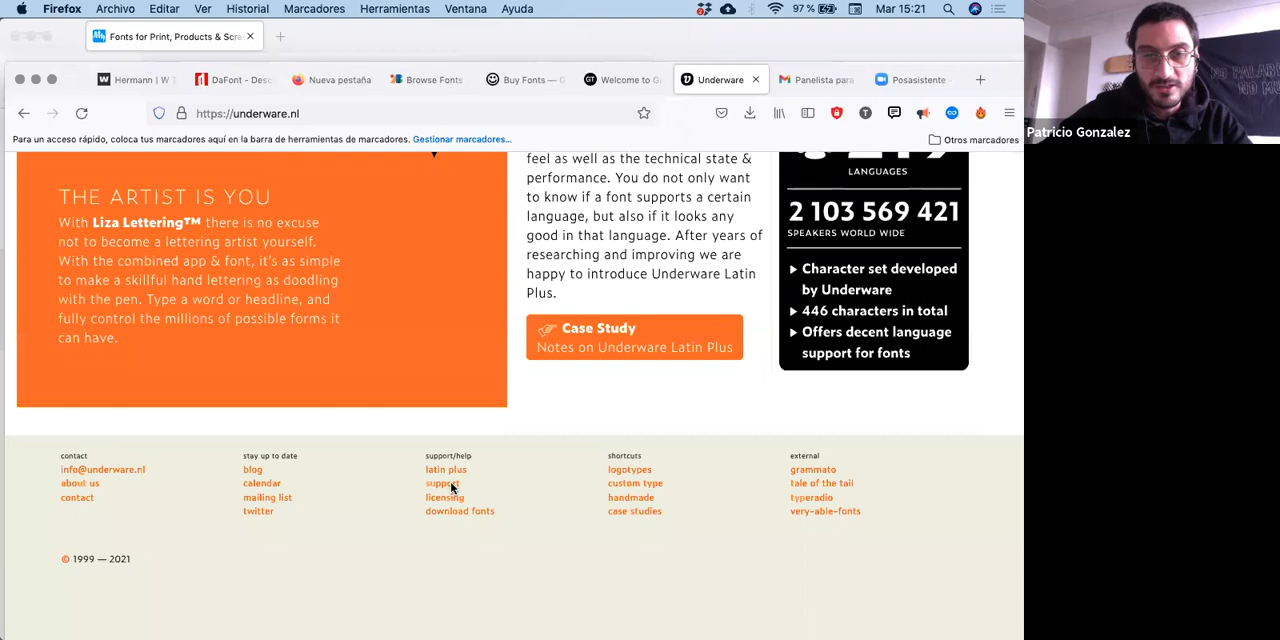 Firefox Archivo Editar Ver Historial Marcadores Herramientas Ventana Ayuda 97 % Mar 15:21
Fonts for Print, Products & Scre
Hermann | W T DaFont - Desc Nueva pestaña Browse Fonts Buy Fonts — G Welcome to G Underware Panelista para Posasistente -
https://underware.nl
Para un acceso rápido, coloca tus marcadores aquí en la barra de herramientas de marcadores. Gestionar marcadores... Otros marcadores
THE ARTIST IS YOU
With Liza Lettering™ there is no excuse
not to become a lettering artist yourself.
With the combined app & font, it's as simple
to make a skillful hand lettering as doodling
with the pen. Type a word or headline, and
fully control the millions of possible forms it
can have.
feel as well as the technical state &
performance. You do not only want
to know if a font supports a certain
language, but also if it looks any
good in that language. After years of
researching and improving we are
happy to introduce Underware Latin
Plus.
Case Study
Notes on Underware Latin Plus
LANGUAGES
2 103 569 421
SPEAKERS WORLD WIDE
Character set developed
by Underware
446 characters in total
Offers decent language
support for fonts
contact
info@underware.nl
about us
contact
stay up to date
blog
calendar
mailing list
twitter
support/help
latin plus
support
licensing
download fonts
shortcuts
logotypes
custom type
handmade
case studies
external
grammato
tale of the tail
typeradio
very-able-fonts
© 1999 — 2021
Patricio Gonzalez